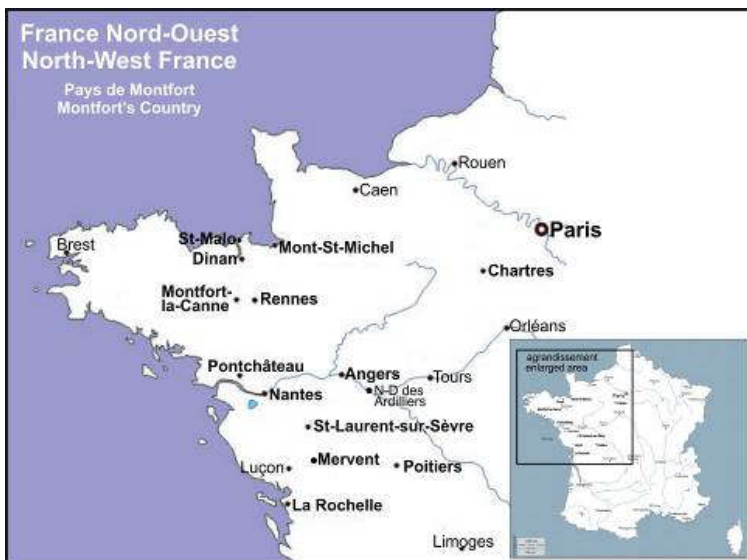 France Nord-Ouest
North-West France
Pays de Montfort
Montfort's Country
Rouen
Caen
Paris
St-Malo
Brest
Mont-St-Michel
Dinan
Chartres
Montfort-
la-Canne
Rennes
Orléans
agrandissement
enlarged area
Pontchâteau
Angers
Tours
N-D des
Ardilliers
Nantes
St-Laurent-sur-Sèvre
Mervent
Luçon
Poitiers
La Rochelle
Limoges
Paris